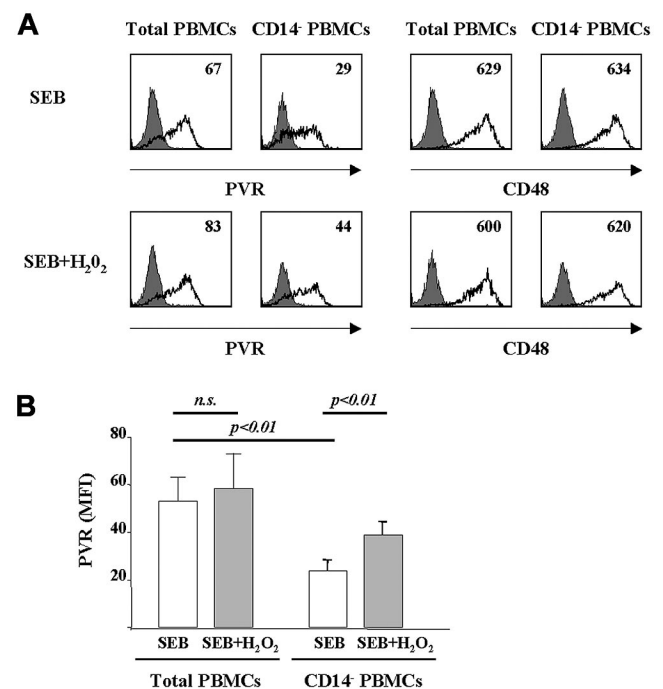 A
Total PBMCs CD14- PBMCs Total PBMCs CD14- PBMCs
SEB
67 29 629 634
PVR CD48
SEB+H202
83 44 600 620
PVR CD48
B
n.s. p<0.01
p<0.01
PVR (MFI)
80
60
40
20
SEB SEB+H2O2 SEB SEB+H2O2
Total PBMCs CD14- PBMCs